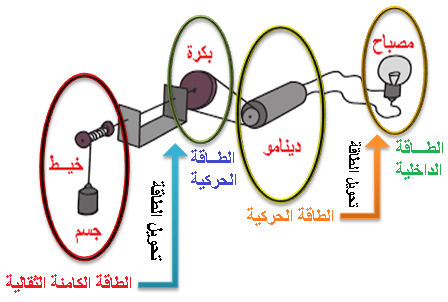 مصباح
بكرة
خيط
دينامو
جسم
الطاقة
الحركية
الطاقة
الداخلية
تحويل الطاقة
تحويل الطاقة
الطاقة الحركية
الطاقة الكامنة الثقالية